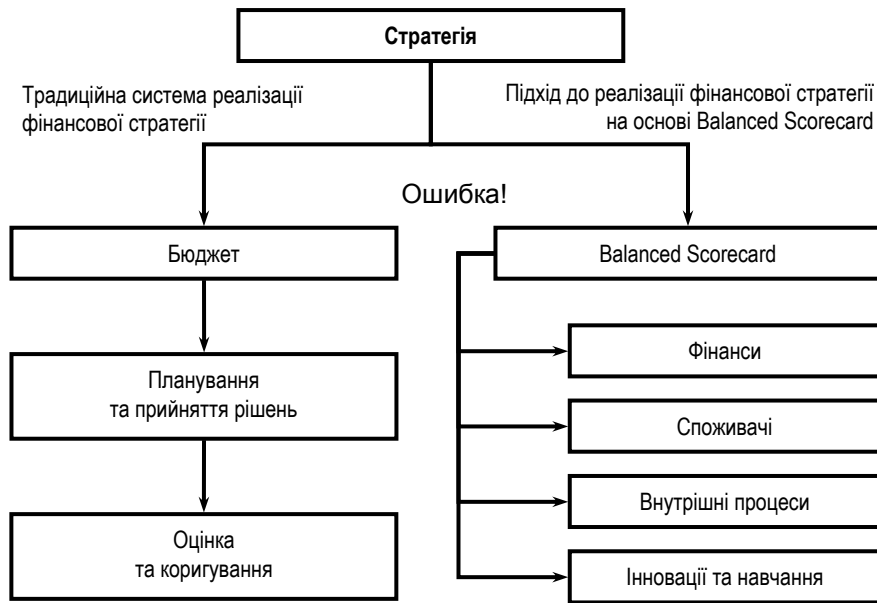 Стратегія
Традиційна система реалізації
фінансової стратегії
Підхід до реалізації фінансової стратегії
на основі Balanced Scorecard
Ошибка!
Бюджет
Планування
та прийняття рішень
Оцінка
та коригування
Balanced Scorecard
Фінанси
Споживачі
Внутрішні процеси
Інновації та навчання